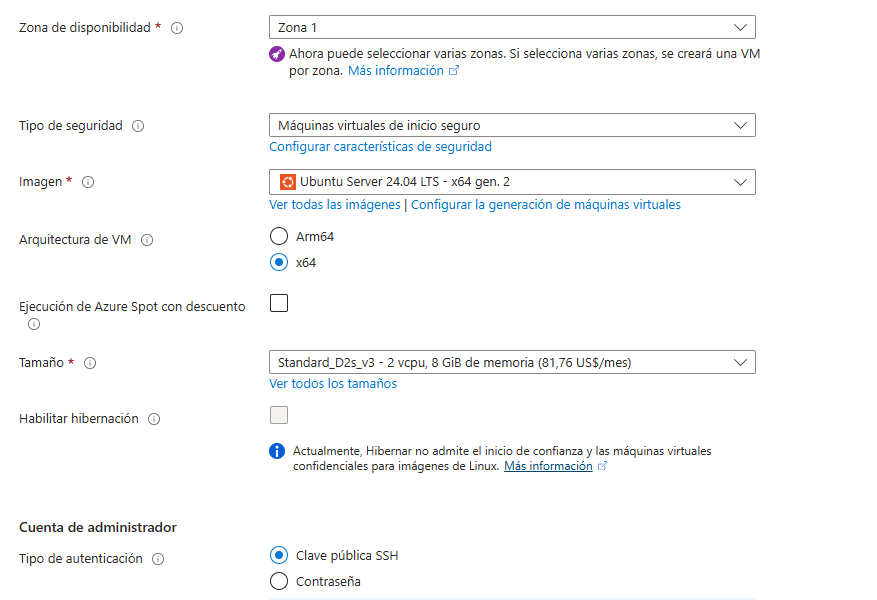 Zona de disponibilidad *
Zona 1
Ahora puede seleccionar varias zonas. Si selecciona varias zonas, se creará una VM
por zona. Más información
Tipo de seguridad
Máquinas virtuales de inicio seguro
Configurar características de seguridad
Imagen *
Ubuntu Server 24.04 LTS - x64 gen. 2
Ver todas las imágenes | Configurar la generación de máquinas virtuales
Arquitectura de VM
Arm64
x64
Ejecución de Azure Spot con descuento
Tamaño *
Standard_D2s_v3 - 2 vcpu, 8 GiB de memoria (81,76 US$/mes)
Ver todos los tamaños
Habilitar hibernación
Actualmente, Hibernar no admite el inicio de confianza y las máquinas virtuales
confidenciales para imágenes de Linux. Más información
Cuenta de administrador
Tipo de autenticación
Clave pública SSH
Contraseña